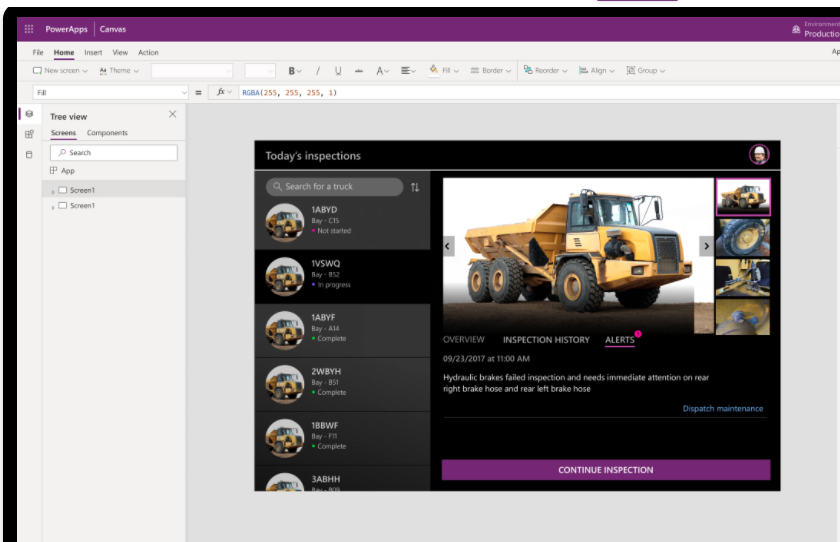 PowerApps Canvas
Environment
Productio
File Home Insert View Action
Ap
New screen Theme B / U abc A Fill Border Reorder Align Group
Fill = fx RGBA(255, 255, 255, 1)
Tree view
Screens Components
Search
App
Screen1
Screen1
Today's inspections
Search for a truck
1ABYD
Bay - C15
Not started
1VSWQ
Bay - B52
In progress
1ABYF
Bay - A14
Complete
2WBYH
Bay - B51
Complete
1BBWF
Bay - F11
Complete
3ABHH
Bay - B09
OVERVIEW INSPECTION HISTORY ALERTS
09/23/2017 at 11:00 AM
Hydraulic brakes failed inspection and needs immediate attention on rear
right brake hose and rear left brake hose
Dispatch maintenance
CONTINUE INSPECTION